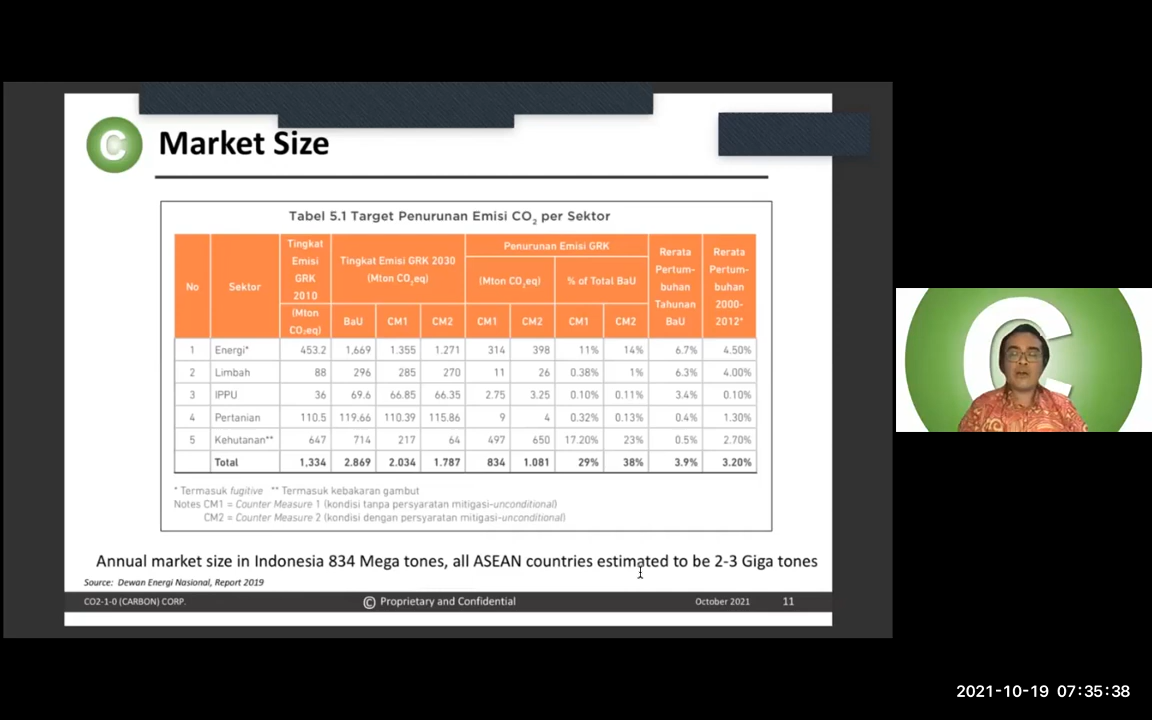 C
Market Size
Tabel 5.1 Target Penurunan Emisi CO2 per Sektor
No Sektor Tingkat Emisi GRK 2010 (Mton CO2eq) Tingkat Emisi GRK 2030 (Mton CO2eq) Penurunan Emisi GRK Rerata Pertum-buhan Tahunan BaU Rerata Pertum-buhan 2000-2012*
(Mton CO2eq) % of Total BaU
BaU CM1 CM2 CM1 CM2 CM1 CM2
1 Energi* 453.2 1,669 1.355 1.271 314 398 11% 14% 6.7% 4.50%
2 Limbah 88 296 285 270 11 26 0.38% 1% 6.3% 4.00%
3 IPPU 36 69.6 66.85 66.35 2.75 3.25 0.10% 0.11% 3.4% 0.10%
4 Pertanian 110.5 119.66 110.39 115.86 9 4 0.32% 0.13% 0.4% 1.30%
5 Kehutanan** 647 714 217 64 497 650 17.20% 23% 0.5% 2.70%
Total 1,334 2.869 2.034 1.787 834 1.081 29% 38% 3.9% 3.20%
* Termasuk fugitive ** Termasuk kebakaran gambut
Notes CM1 = Counter Measure 1 (kondisi tanpa persyaratan mitigasi-unconditional)
CM2 = Counter Measure 2 (kondisi dengan persyaratan mitigasi-unconditional)
Annual market size in Indonesia 834 Mega tones, all ASEAN countries estimated to be 2-3 Giga tones
Source: Dewan Energi Nasional, Report 2019
CO2-1-0 (CARBON) CORP. © Proprietary and Confidential October 2021 11
C
2021-10-19 07:35:38